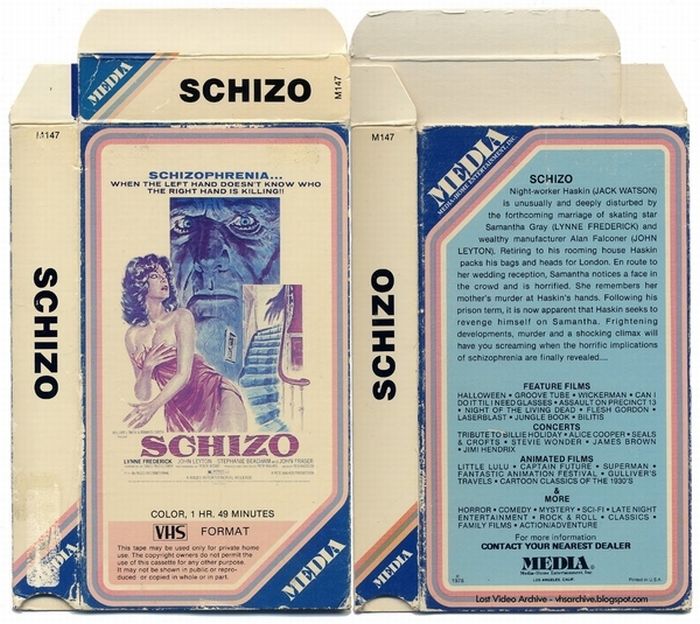 MEDIA
SCHIZO
M147
M147
SCHIZO
SCHIZOPHRENIA...
WHEN THE LEFT HAND DOESN'T KNOW WHO
THE RIGHT HAND IS KILLING!!
SCHIZO
LYNNE FREDERICK JOHN LEYTON STEPHANIE BEACHAM and JOHN FRASER
COLOR, 1 HR. 49 MINUTES
VHS FORMAT
This tape may be used only for private home
use. The copyright owners do not permit the
use of this cassette for any other purpose.
It may not be shown in public or repro-
duced or copied in whole or in part.
MEDIA
MEDIA
M147
SCHIZO
MEDIA
MEDIA
MEDIA-HOME ENTERTAINMENT, INC.
SCHIZO
Night-worker Haskin (JACK WATSON)
is unusually and deeply disturbed by
the forthcoming marriage of skating star
Samantha Gray (LYNNE FREDERICK) and
wealthy manufacturer Alan Falconer (JOHN
LEYTON). Retiring to his rooming house Haskin
packs his bags and heads for London. En route to
her wedding reception, Samantha notices a face in
the crowd and is horrified. She remembers her
mother's murder at Haskin's hands. Following his
prison term, it is now apparent that Haskin seeks to
revenge himself on Samantha. Frightening
developments, murder and a shocking climax will
have you screaming when the horrific implications
of schizophrenia are finally revealed....
FEATURE FILMS
HALLOWEEN • GROOVE TUBE • WICKERMAN • CAN I
DO IT TIL I NEED GLASSES • ASSAULT ON PRECINCT 13
• NIGHT OF THE LIVING DEAD • FLESH GORDON •
LASERBLAST • JUNGLE BOOK • BILITIS
CONCERTS
TRIBUTE TO BILLIE HOLIDAY • ALICE COOPER • SEALS
& CROFTS • STEVIE WONDER • JAMES BROWN
• JIMI HENDRIX
ANIMATED FILMS
LITTLE LULU • CAPTAIN FUTURE • SUPERMAN •
FANTASTIC ANIMATION FESTIVAL • GULLIVER'S
TRAVELS • CARTOON CLASSICS OF THE 1930'S
&
MORE
HORROR • COMEDY • MYSTERY • SCI-FI • LATE NIGHT
ENTERTAINMENT • ROCK & ROLL • CLASSICS •
FAMILY FILMS • ACTION/ADVENTURE
For more information
CONTACT YOUR NEAREST DEALER
MEDIA
Media-Home Entertainment, Inc.
LOS ANGELES, CALIF.
© 1978
Printed in U.S.A.
Lost Video Archive - vhsarchive.blogspot.com